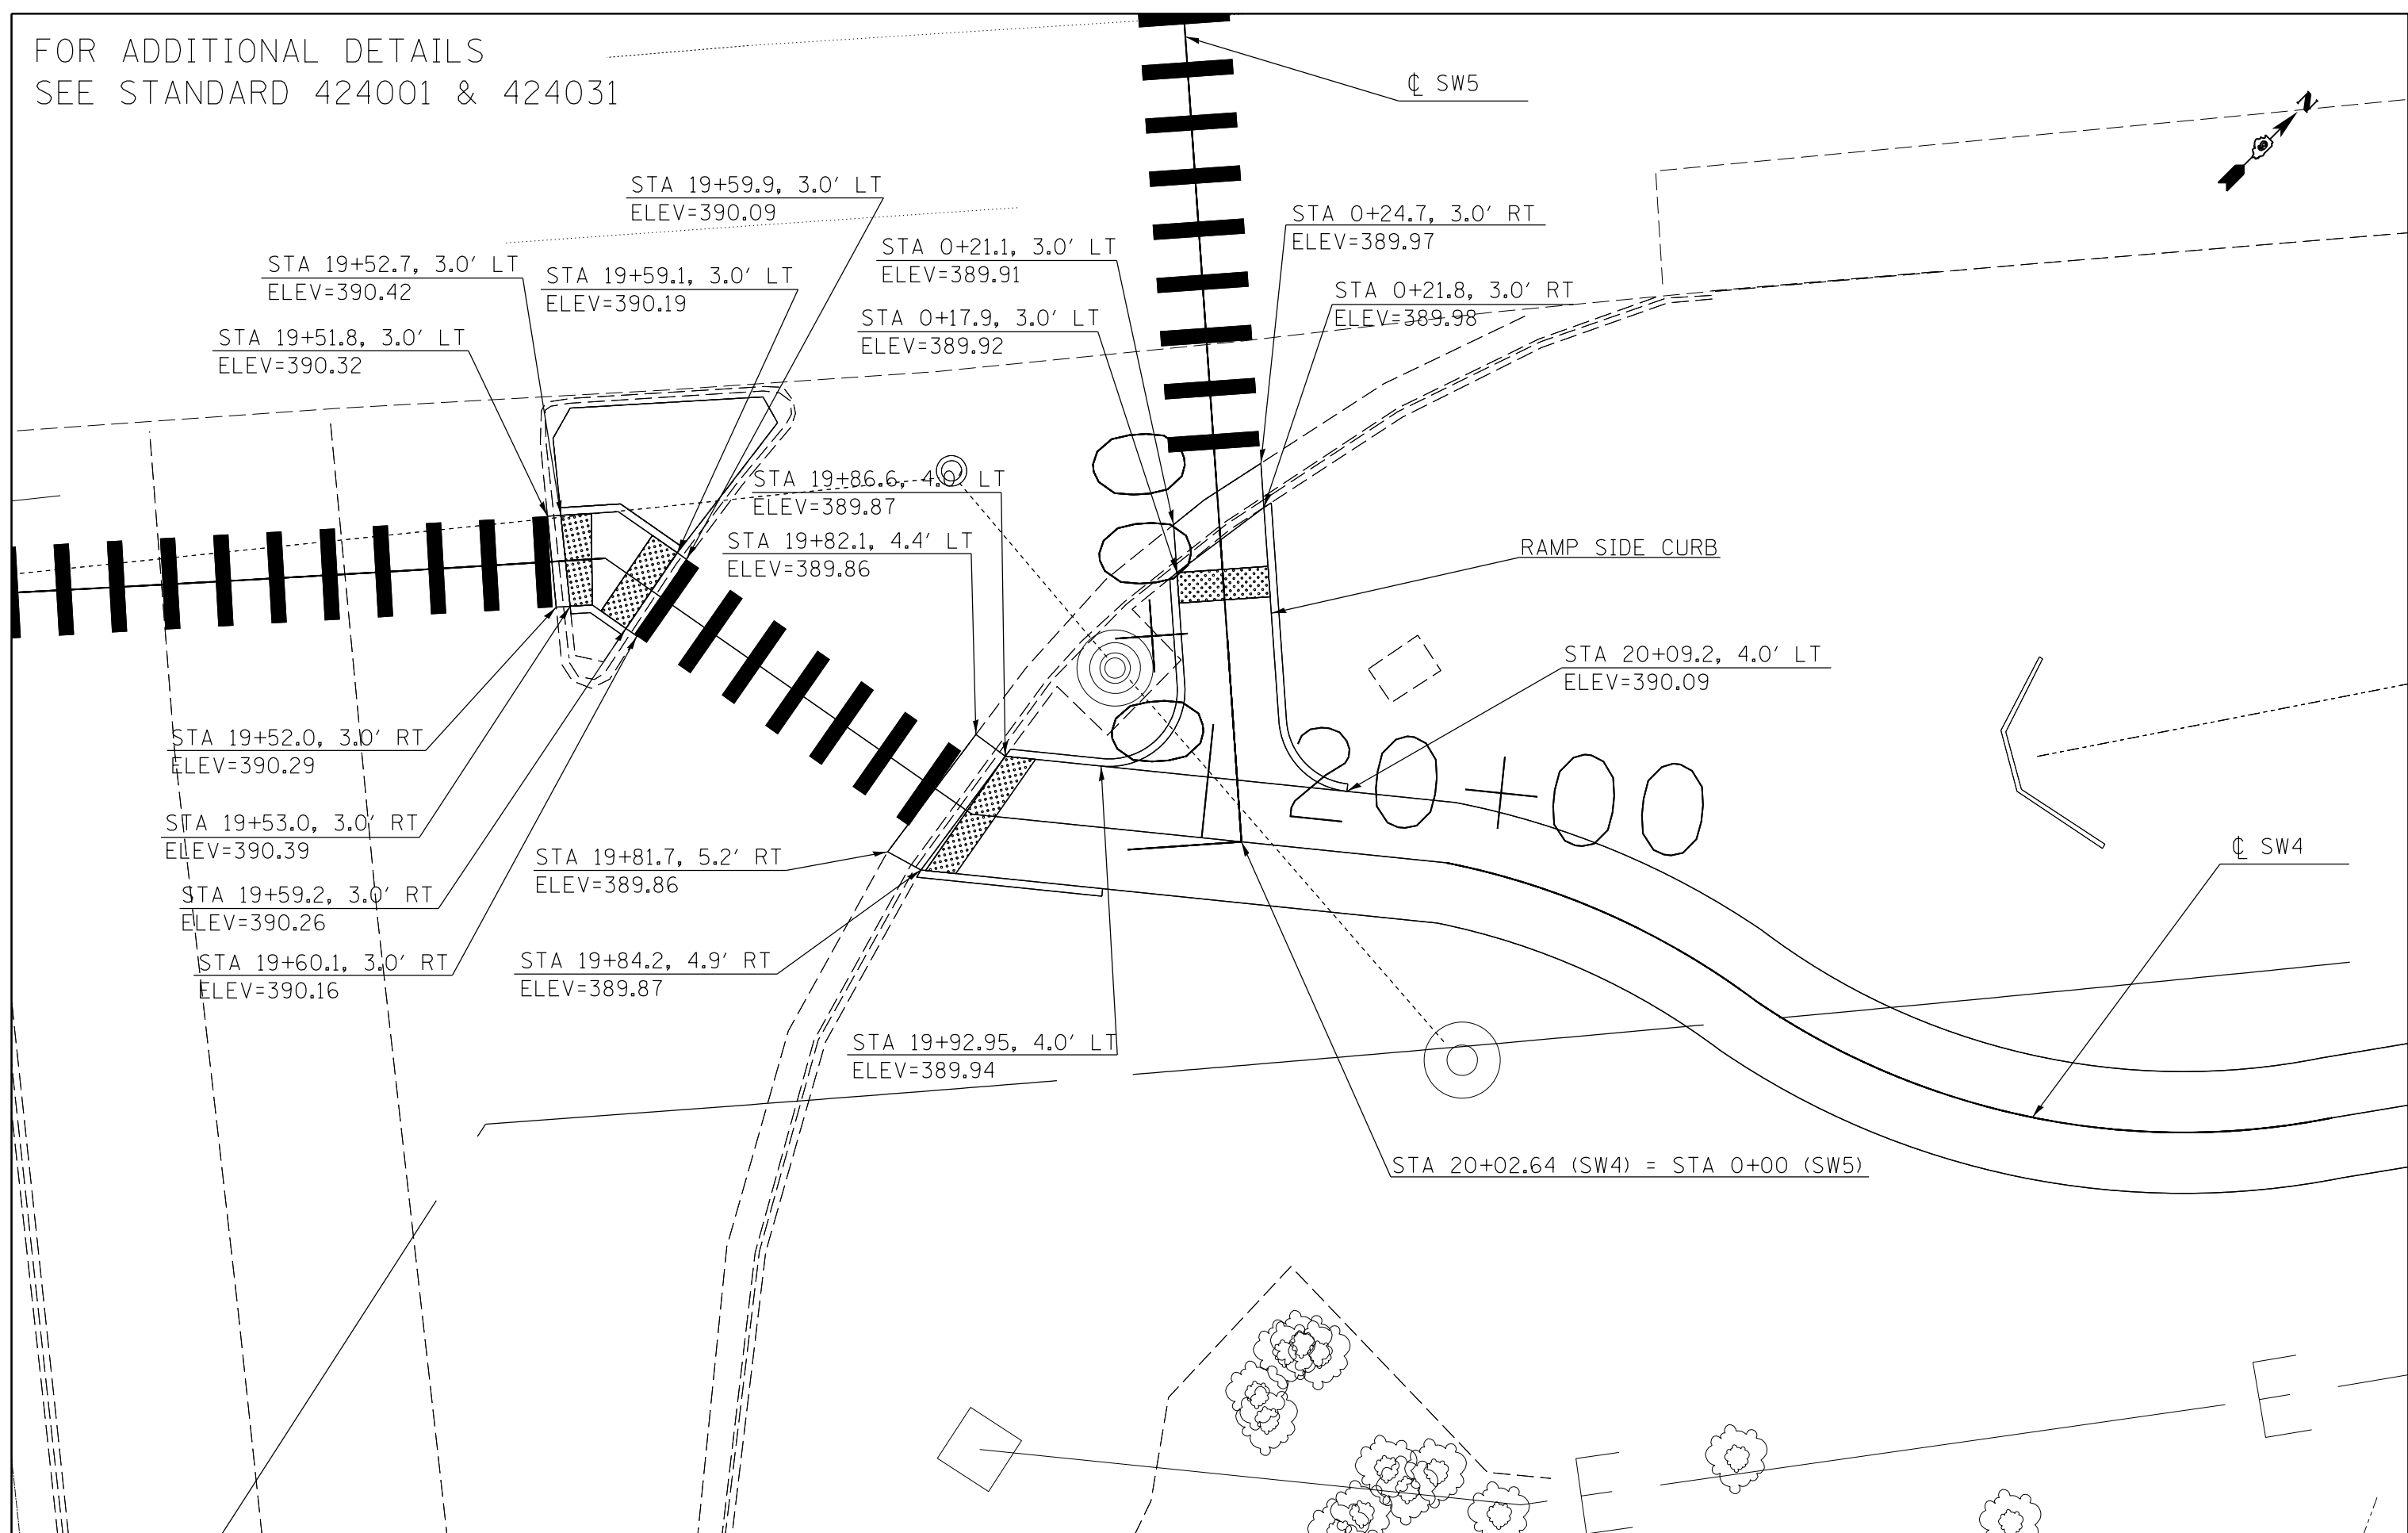 FOR ADDITIONAL DETAILS
SEE STANDARD 424001 & 424031
℄ SW5
N
STA 19+59.9, 3.0' LT
ELEV=390.09
STA 0+24.7, 3.0' RT
ELEV=389.97
STA 0+21.1, 3.0' LT
ELEV=389.91
STA 19+52.7, 3.0' LT
ELEV=390.42
STA 19+59.1, 3.0' LT
ELEV=390.19
STA 0+21.8, 3.0' RT
ELEV=389.98
STA 0+17.9, 3.0' LT
ELEV=389.92
STA 19+51.8, 3.0' LT
ELEV=390.32
STA 19+86.6, 4.0' LT
ELEV=389.87
STA 19+82.1, 4.4' LT
ELEV=389.86
RAMP SIDE CURB
0+00
STA 20+09.2, 4.0' LT
ELEV=390.09
20+00
STA 19+52.0, 3.0' RT
ELEV=390.29
STA 19+53.0, 3.0' RT
ELEV=390.39
STA 19+81.7, 5.2' RT
ELEV=389.86
℄ SW4
STA 19+59.2, 3.0' RT
ELEV=390.26
STA 19+60.1, 3.0' RT
ELEV=390.16
STA 19+84.2, 4.9' RT
ELEV=389.87
STA 19+92.95, 4.0' LT
ELEV=389.94
STA 20+02.64 (SW4) = STA 0+00 (SW5)
E
E